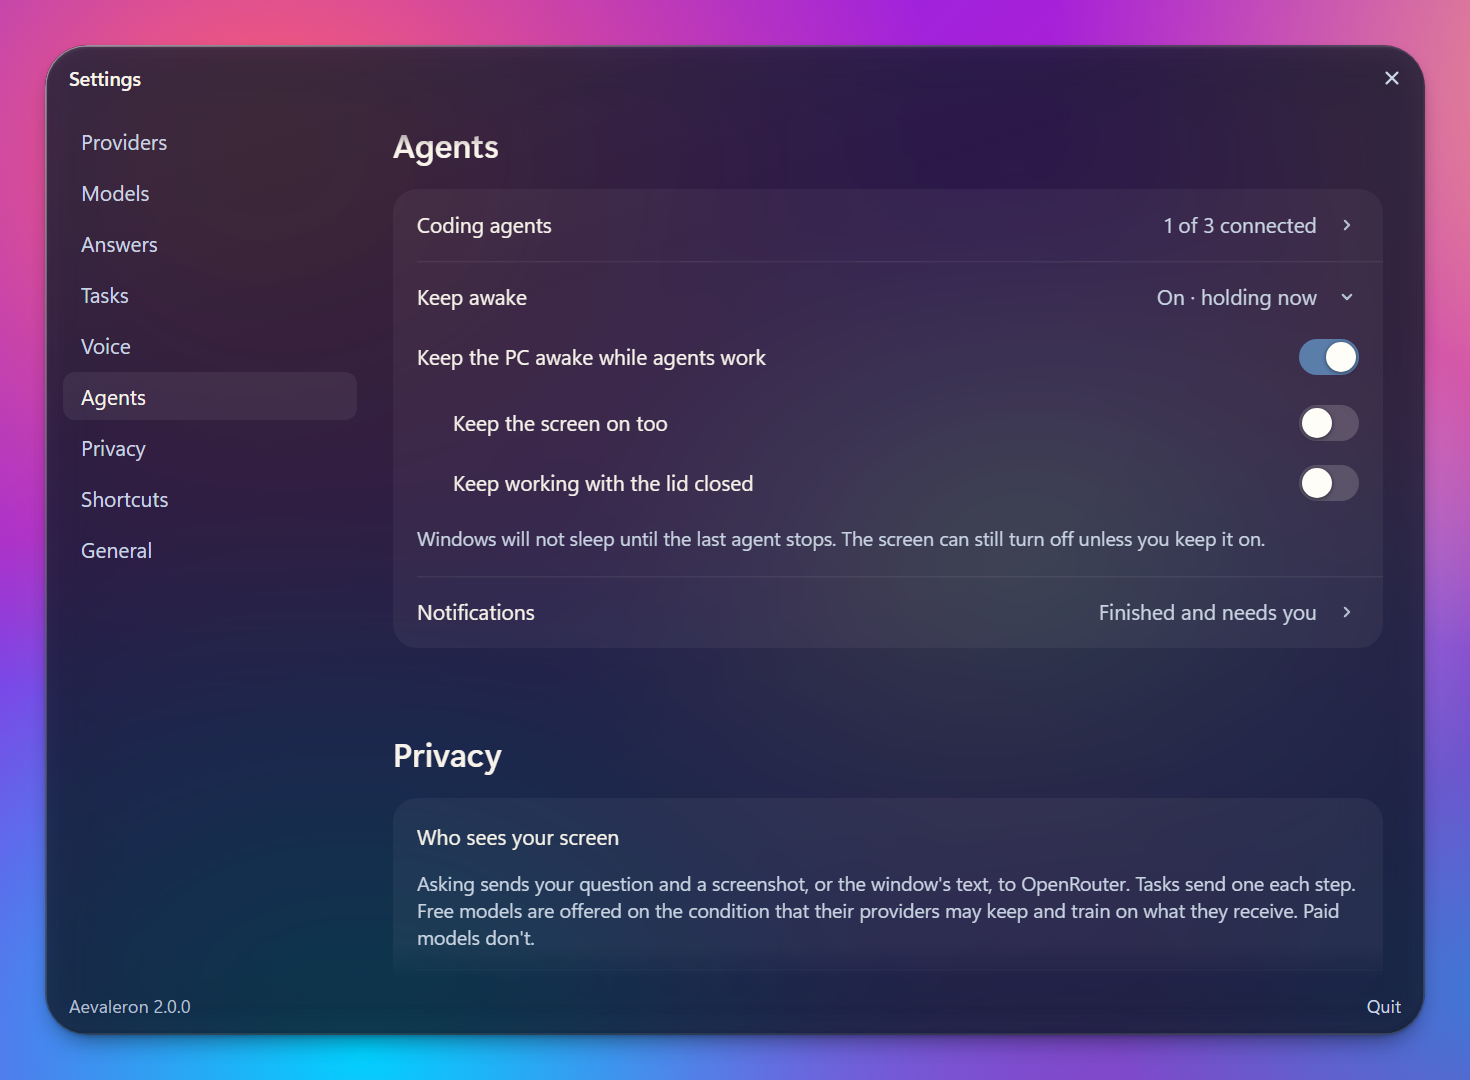 Settings
Providers
Models
Answers
Tasks
Voice
Agents
Privacy
Shortcuts
General
Agents
Coding agents
1 of 3 connected
Keep awake
On · holding now
Keep the PC awake while agents work
Keep the screen on too
Keep working with the lid closed
Windows will not sleep until the last agent stops. The screen can still turn off unless you keep it on.
Notifications
Finished and needs you
Privacy
Who sees your screen
Asking sends your question and a screenshot, or the window's text, to OpenRouter. Tasks send one each step.
Free models are offered on the condition that their providers may keep and train on what they receive. Paid
models don't.
Aevaleron 2.0.0
Quit